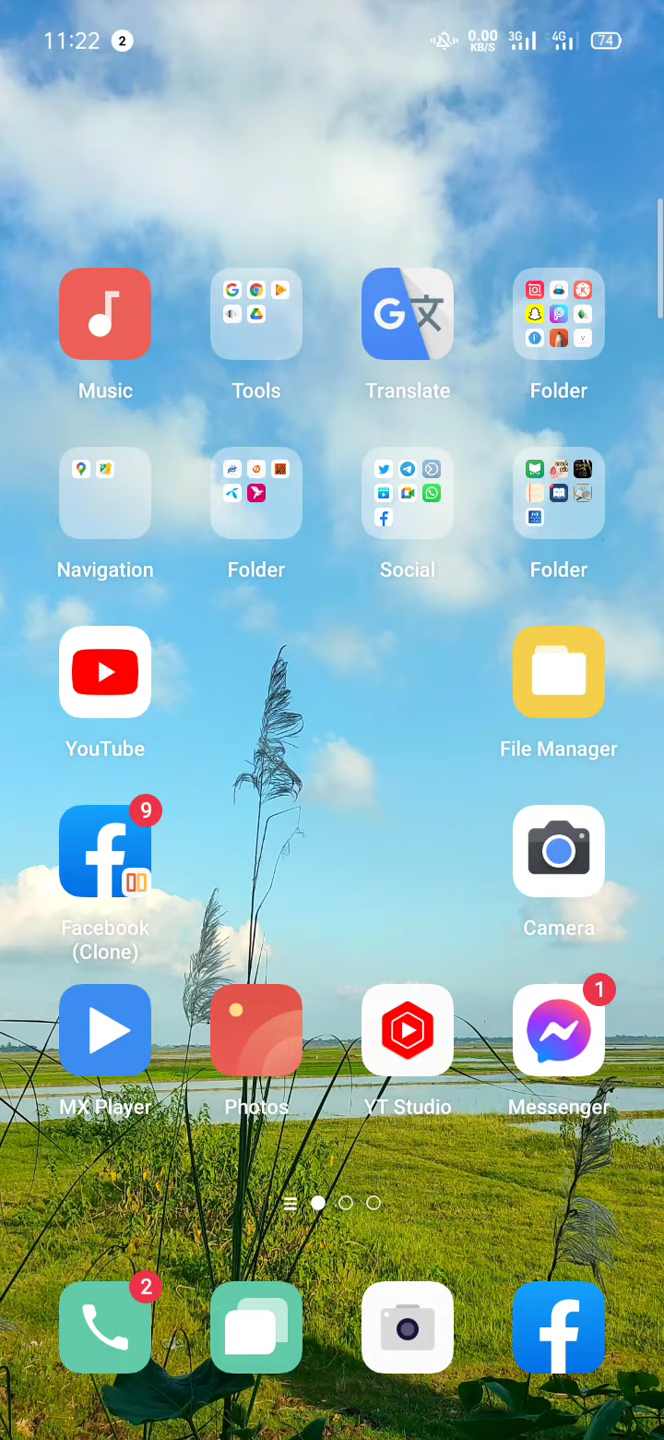 11:22 2 0.00 KB/S 3G 4G 74
Music Tools Translate Folder
Navigation Folder Social Folder
YouTube File Manager
9
Facebook (Clone) Camera
1
MX Player Photos YT Studio Messenger
2